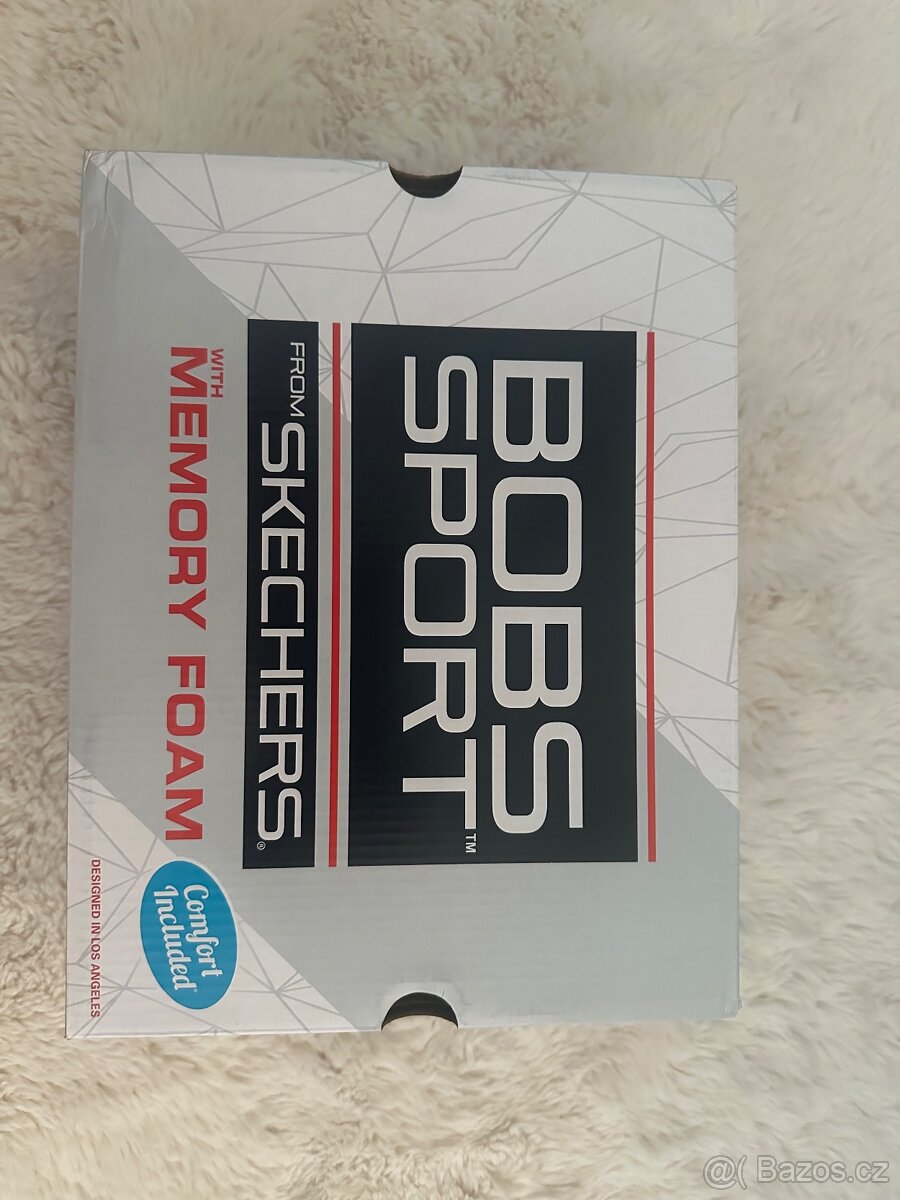 BOBS
SPORT™
FROM SKECHERS®
WITH
MEMORY FOAM
Comfort
Included®
DESIGNED IN LOS ANGELES
@( Bazos.cz